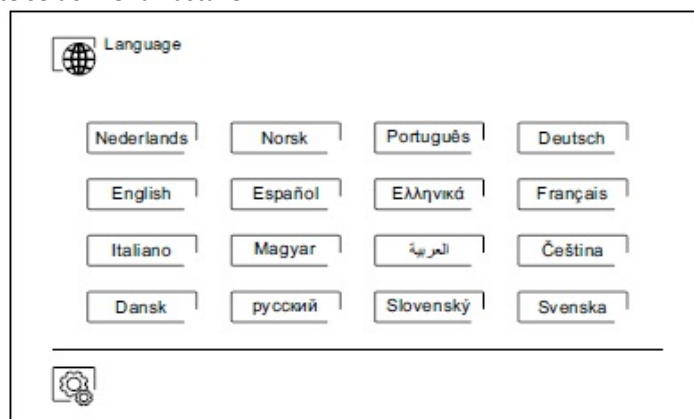 Language
Nederlands Norsk Português Deutsch
English Español Ελληνικά Français
Italiano Magyar العربية Čeština
Dansk русский Slovenský Svenska